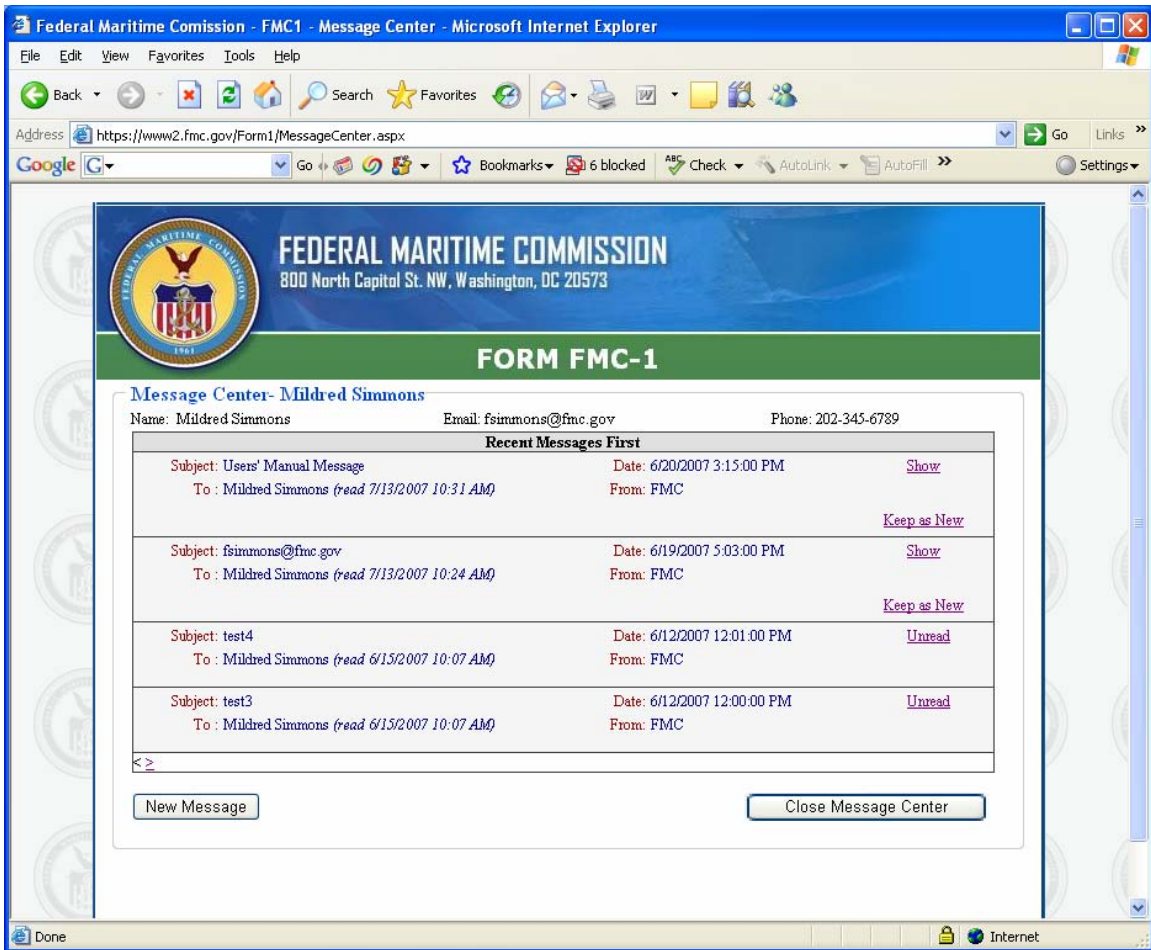 Federal Maritime Comission - FMC1 - Message Center - Microsoft Internet Explorer
File Edit View Favorites Tools Help
Back Search Favorites W
Address https://www2.fmc.gov/Form1/MessageCenter.aspx Go Links »
Google G Go Bookmarks 6 blocked ABC Check AutoLink AutoFill » Settings
FEDERAL MARITIME COMMISSION
800 North Capitol St. NW, Washington, DC 20573
FEDERAL MARITIME COMMISSION
1961
FORM FMC-1
Message Center- Mildred Simmons
Name: Mildred Simmons Email: fsimmons@fmc.gov Phone: 202-345-6789
Recent Messages First
Subject: Users' Manual Message Date: 6/20/2007 3:15:00 PM Show
To : Mildred Simmons (read 7/13/2007 10:31 AM) From: FMC
Keep as New
Subject: fsimmons@fmc.gov Date: 6/19/2007 5:03:00 PM Show
To : Mildred Simmons (read 7/13/2007 10:24 AM) From: FMC
Keep as New
Subject: test4 Date: 6/12/2007 12:01:00 PM Unread
To : Mildred Simmons (read 6/15/2007 10:07 AM) From: FMC
Subject: test3 Date: 6/12/2007 12:00:00 PM Unread
To : Mildred Simmons (read 6/15/2007 10:07 AM) From: FMC
< >
New Message Close Message Center
Done Internet